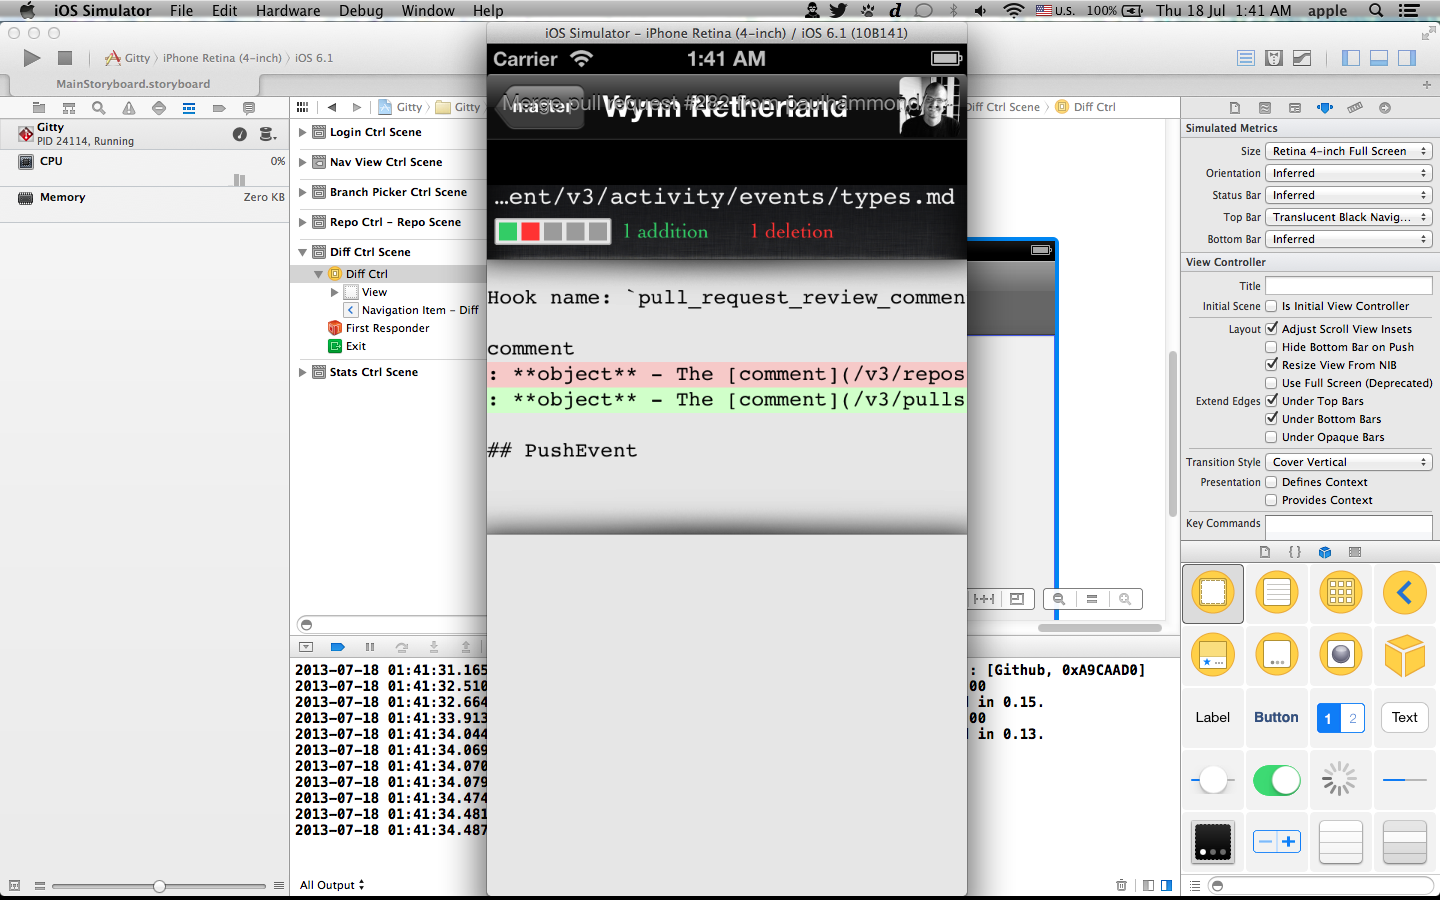 iOS Simulator File Edit Hardware Debug Window Help
U.S. 100% Thu 18 Jul 1:41 AM apple
iOS Simulator – iPhone Retina (4-inch) / iOS 6.1 (10B141)
Gitty iPhone Retina (4-inch) iOS 6.1
MainStoryboard.storyboard
Gitty
PID 24114, Running
CPU 0%
Memory Zero KB
Gitty Gitty
Login Ctrl Scene
Nav View Ctrl Scene
Branch Picker Ctrl Scene
Repo Ctrl – Repo Scene
Diff Ctrl Scene
Diff Ctrl
View
Navigation Item – Diff
First Responder
Exit
Stats Ctrl Scene
Carrier 1:41 AM
master
Merge pull request #282 from paulhammond/
Wynn Netherland
…ent/v3/activity/events/types.md
1 addition 1 deletion
Hook name: `pull_request_review_commen
comment
: **object** – The [comment](/v3/repos
: **object** – The [comment](/v3/pulls
## PushEvent
Diff Ctrl Scene Diff Ctrl
Simulated Metrics
Size Retina 4-inch Full Screen
Orientation Inferred
Status Bar Inferred
Top Bar Translucent Black Navig...
Bottom Bar Inferred
View Controller
Title
Initial Scene Is Initial View Controller
Layout Adjust Scroll View Insets
Hide Bottom Bar on Push
Resize View From NIB
Use Full Screen (Deprecated)
Extend Edges Under Top Bars
Under Bottom Bars
Under Opaque Bars
Transition Style Cover Vertical
Presentation Defines Context
Provides Context
Key Commands
Label Button 1 2 Text
2013-07-18 01:41:31.165 : [Github, 0xA9CAAD0]
2013-07-18 01:41:32.510 00
2013-07-18 01:41:32.664 in 0.15.
2013-07-18 01:41:33.913 00
2013-07-18 01:41:34.044 in 0.13.
2013-07-18 01:41:34.069
2013-07-18 01:41:34.070
2013-07-18 01:41:34.079
2013-07-18 01:41:34.474
2013-07-18 01:41:34.481
2013-07-18 01:41:34.487
All Output